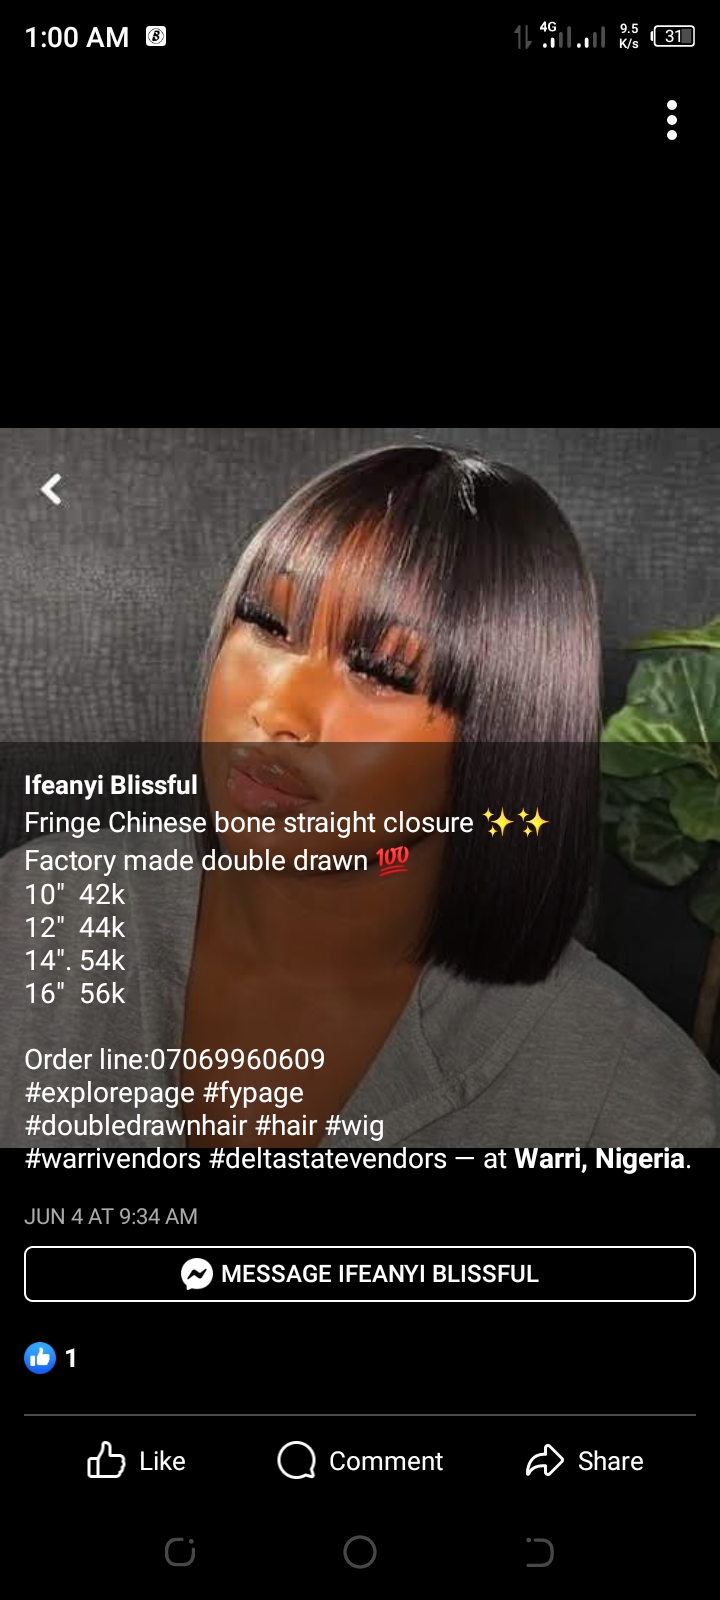 1:00 AM
4G
9.5
K/s
31
Ifeanyi Blissful
Fringe Chinese bone straight closure ✨✨
Factory made double drawn 💯
10" 42k
12" 44k
14". 54k
16" 56k
Order line:07069960609
#explorepage #fypage
#doubledrawnhair #hair #wig
#warrivendors #deltastatevendors — at Warri, Nigeria.
JUN 4 AT 9:34 AM
MESSAGE IFEANYI BLISSFUL
1
Like Comment Share